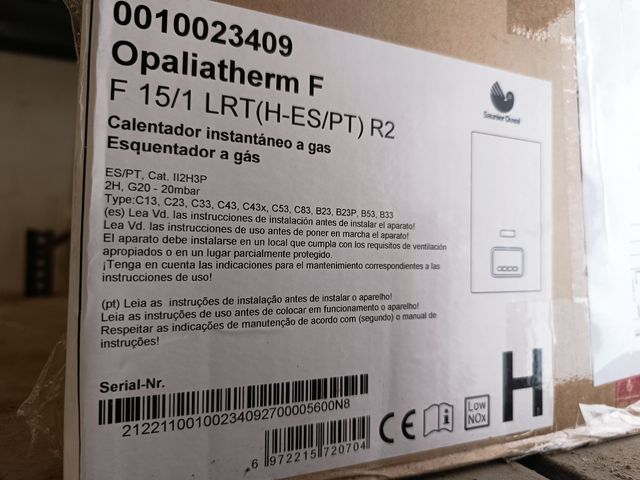 0010023409
Opaliatherm F
F 15/1 LRT(H-ES/PT) R2
Calentador instantáneo a gas
Esquentador a gás
Saunier Duval
ES/PT, Cat. II2H3P
2H, G20 - 20mbar
Type:C13, C23, C33, C43, C43x, C53, C83, B23, B23P, B53, B33
(es) Lea Vd. las instrucciones de instalación antes de instalar el aparato!
Lea Vd. las instrucciones de uso antes de poner en marcha el aparato!
El aparato debe instalarse en un local que cumpla con los requisitos de ventilación
apropiados o en un lugar parcialmente protegido.
¡Tenga en cuenta las indicaciones para el mantenimiento correspondientes a las
instrucciones de uso!
(pt) Leia as instruções de instalação antes de instalar o aparelho!
Leia as instruções de uso antes de colocar em funcionamento o aparelho!
Respeitar as indicações de manutenção de acordo com (segundo) o manual de
instruções!
Serial-Nr.
21221100100234092700005600N8
6 972215 720704
CE
i
Low
NOx
H